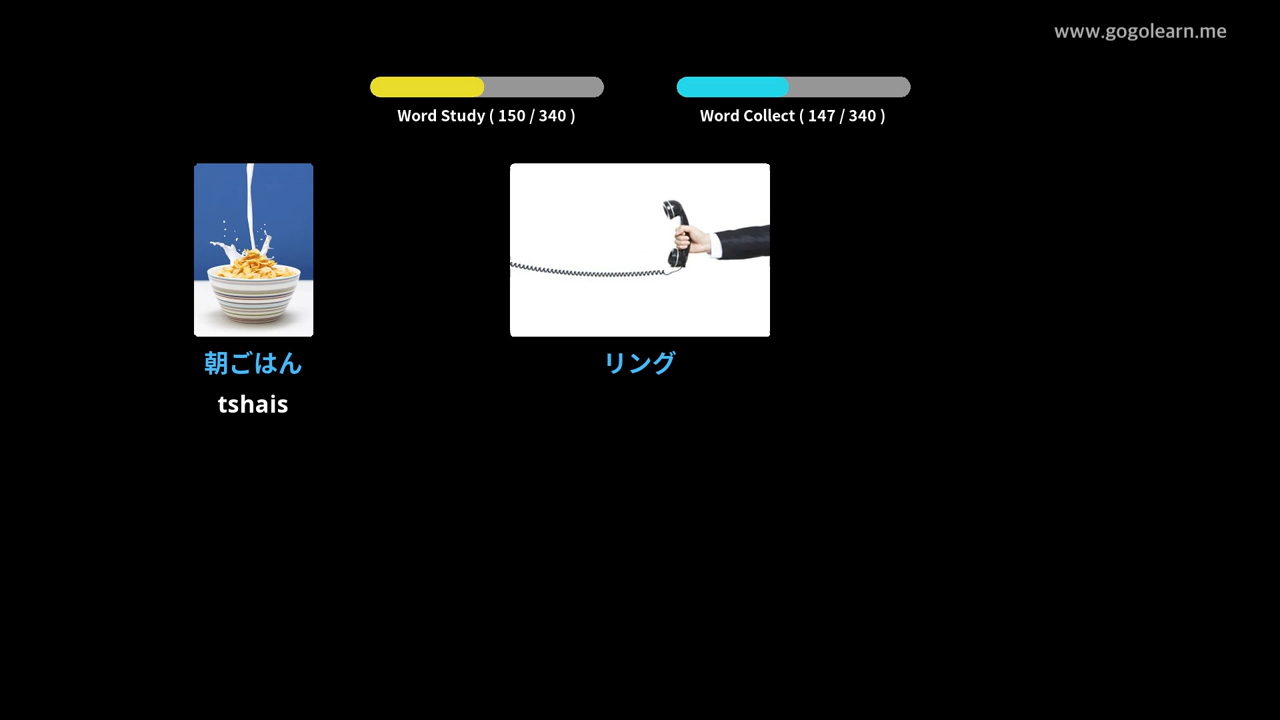 www.gogolearn.me
Word Study ( 150 / 340 )
Word Collect ( 147 / 340 )
朝ごはん
リング
tshais